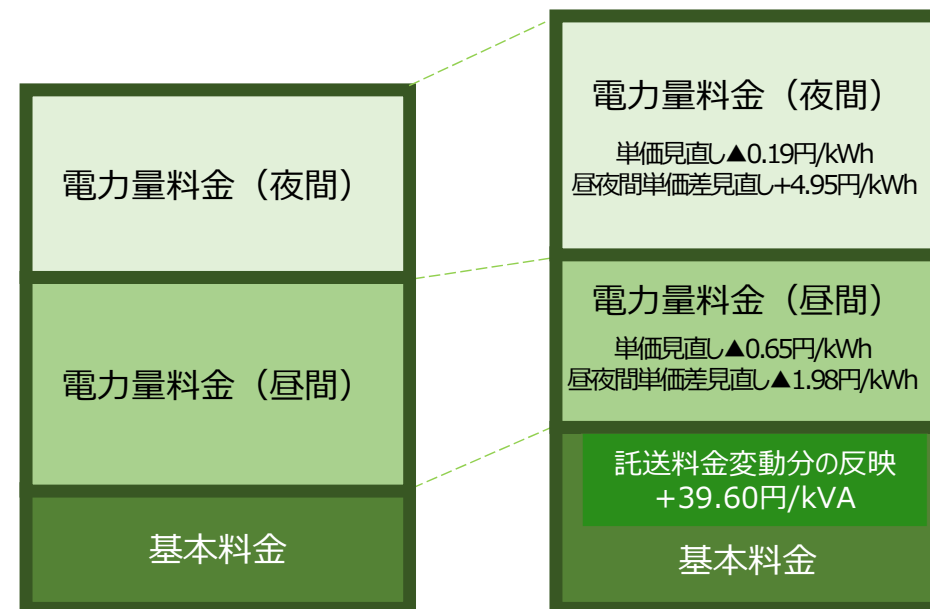 電力量料金（夜間）
電力量料金（昼間）
基本料金
電力量料金（夜間）
単価見直し▲0.19円/kWh
昼夜間単価差見直し+4.95円/kWh
電力量料金（昼間）
単価見直し▲0.65円/kWh
昼夜間単価差見直し▲1.98円/kWh
託送料金変動分の反映
+39.60円/kVA
基本料金